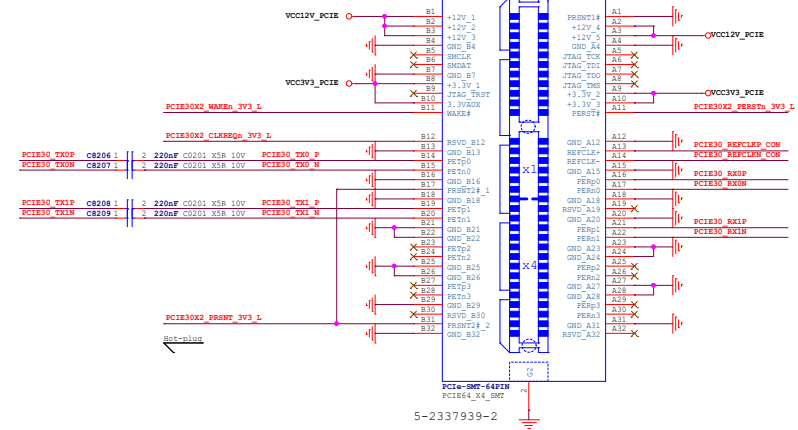 VCC12V_PCIE
B1 +12V_1
B2 +12V_2
B3 +12V_3
B4 GND_B4
B5 SMCLK
B6 SMDAT
B7 GND_B7
VCC3V3_PCIE
B8 +3.3V_1
B9 JTAG_TRST
B10 3.3VAUX
PCIE30X2_WAKEn_3V3_L B11 WAKE#
PCIE30X2_CLKREQn_3V3_L B12 RSVD_B12
B13 GND_B13
PCIE30_TX0P C8206 1 2 220nF C0201 X5R 10V PCIE30_TX0_P B14 PETp0
PCIE30_TX0N C8207 1 2 220nF C0201 X5R 10V PCIE30_TX0_N B15 PETn0
B16 GND_B16
B17 PRSNT2#_1
B18 GND_B18
PCIE30_TX1P C8208 1 2 220nF C0201 X5R 10V PCIE30_TX1_P B19 PETp1
PCIE30_TX1N C8209 1 2 220nF C0201 X5R 10V PCIE30_TX1_N B20 PETn1
B21 GND_B21
B22 GND_B22
B23 PETp2
B24 PETn2
B25 GND_B25
B26 GND_B26
B27 PETp3
B28 PETn3
B29 GND_B29
B30 RSVD_B30
PCIE30X2_PRSNT_3V3_L B31 PRSNT2#_2
B32 GND_B32
Hot-plug
x1
x4
PRSNT1# A1
+12V_4 A2
+12V_5 A3 VCC12V_PCIE
GND_A4 A4
JTAG_TCK A5
JTAG_TDI A6
JTAG_TDO A7
JTAG_TMS A8
+3.3V_2 A9 VCC3V3_PCIE
+3.3V_3 A10
PERST# A11 PCIE30X2_PERSTn_3V3_L
GND_A12 A12
REFCLK+ A13 PCIE30_REFCLKP_CON
REFCLK- A14 PCIE30_REFCLKN_CON
GND_A15 A15
PERp0 A16 PCIE30_RX0P
PERn0 A17 PCIE30_RX0N
GND_A18 A18
RSVD_A19 A19
GND_A20 A20
PERp1 A21 PCIE30_RX1P
PERn1 A22 PCIE30_RX1N
GND_A23 A23
GND_A24 A24
PERp2 A25
PERn2 A26
GND_A27 A27
GND_A28 A28
PERp3 A29
PERn3 A30
GND_A31 A31
RSVD_A32 A32
G2
2
PCIe-SMT-64PIN
PCIE64_X4_SMT
5-2337939-2